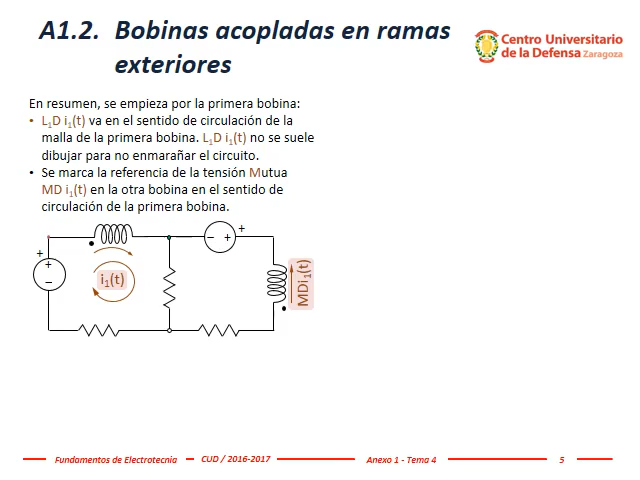 A1.2. Bobinas acopladas en ramas
exteriores
Centro Universitario
de la Defensa Zaragoza
En resumen, se empieza por la primera bobina:
• L₁D i₁(t) va en el sentido de circulación de la
malla de la primera bobina. L₁D i₁(t) no se suele
dibujar para no enmarañar el circuito.
• Se marca la referencia de la tensión Mutua
MD i₁(t) en la otra bobina en el sentido de
circulación de la primera bobina.
+
− +
+
+
−
i₁(t)
MDi₁(t)
Fundamentos de Electrotecnia
CUD / 2016-2017
Anexo 1 - Tema 4
5